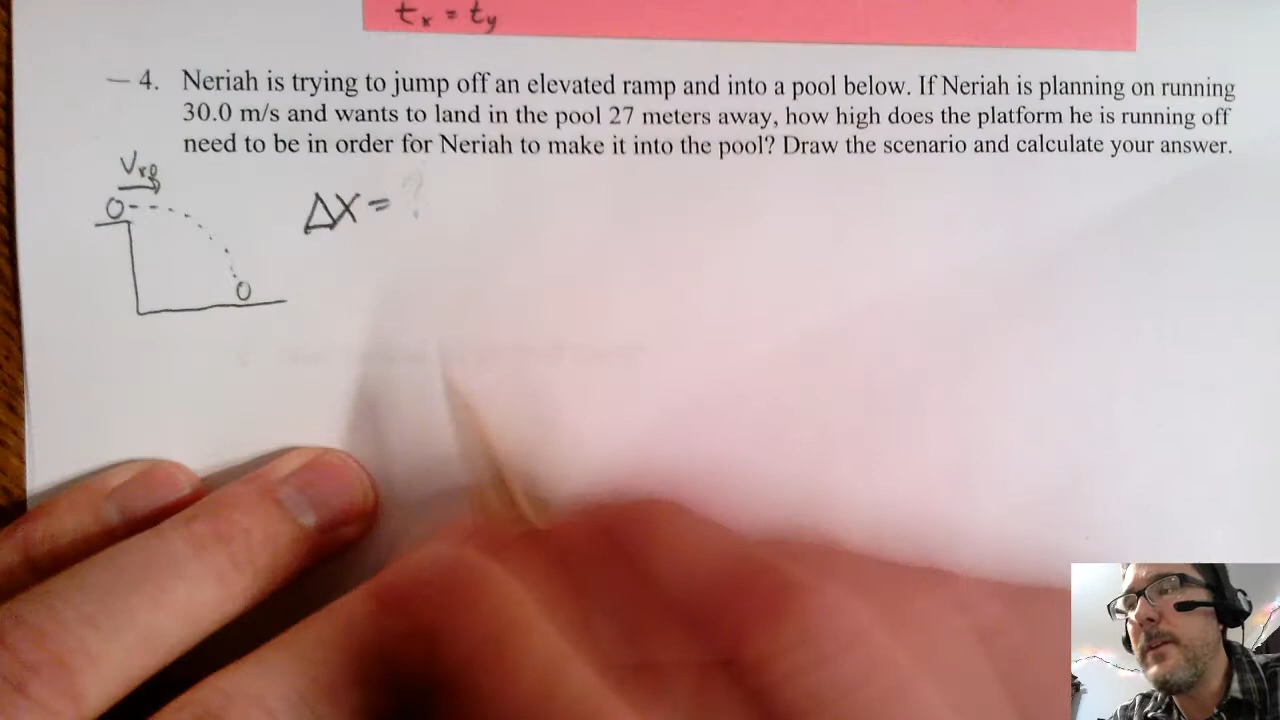 tx = ty
— 4. Neriah is trying to jump off an elevated ramp and into a pool below. If Neriah is planning on running
30.0 m/s and wants to land in the pool 27 meters away, how high does the platform he is running off
need to be in order for Neriah to make it into the pool? Draw the scenario and calculate your answer.
ΔX = ?